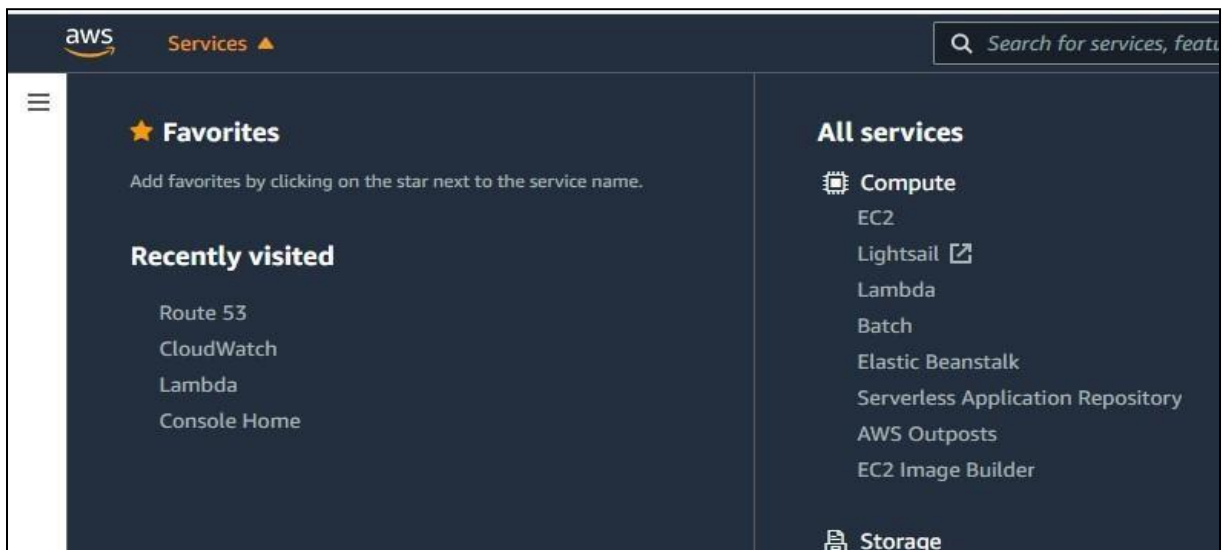 aws
Services
Search for services, featu
Favorites
Add favorites by clicking on the star next to the service name.
Recently visited
Route 53
CloudWatch
Lambda
Console Home
All services
Compute
EC2
Lightsail
Lambda
Batch
Elastic Beanstalk
Serverless Application Repository
AWS Outposts
EC2 Image Builder
Storage